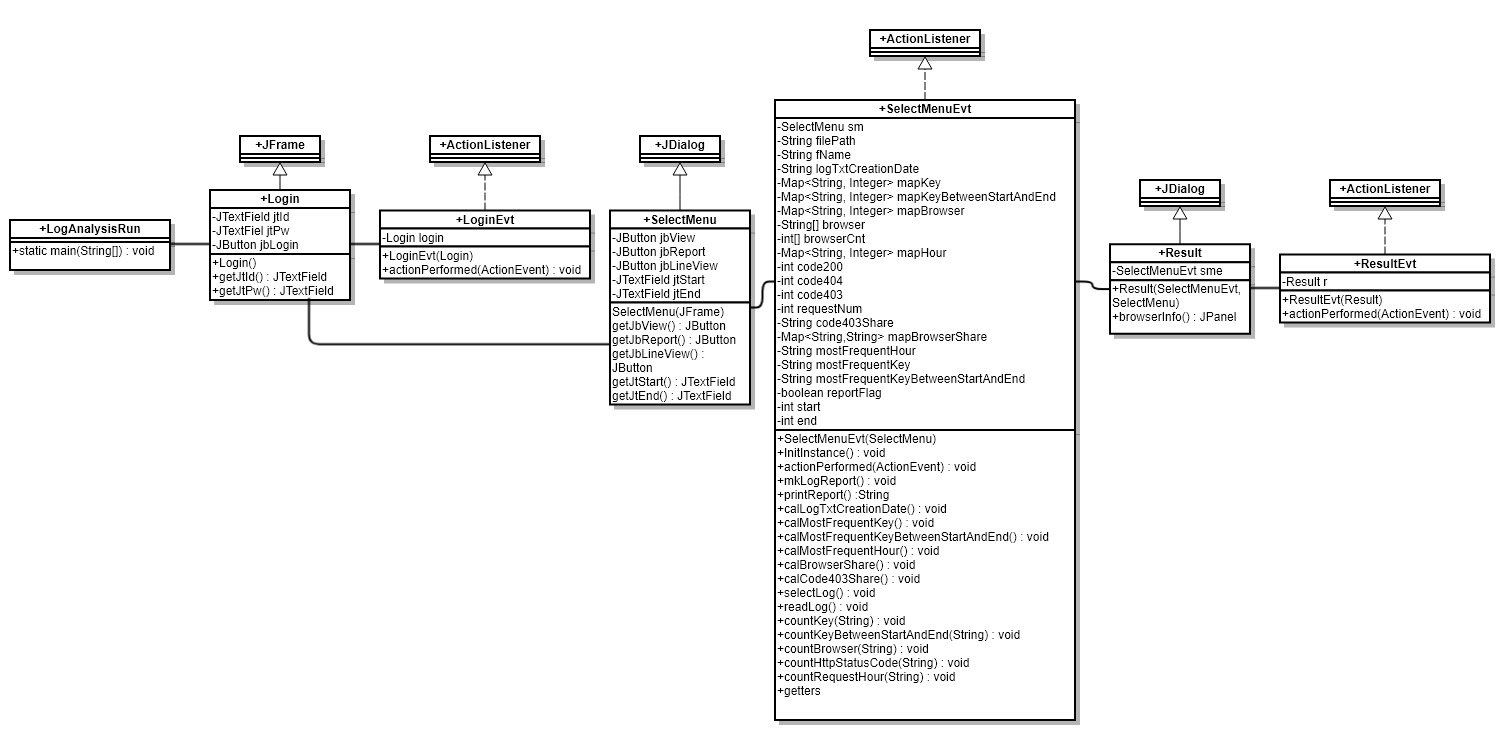 +LogAnalysisRun
+static main(String[]) : void
+JFrame
+Login
-JTextField jtId
-JTextFiel jtPw
-JButton jbLogin
+Login()
+getJtId() : JTextField
+getJtPw() : JTextField
+ActionListener
+LoginEvt
-Login login
+LoginEvt(Login)
+actionPerformed(ActionEvent) : void
+JDialog
+SelectMenu
-JButton jbView
-JButton jbReport
-JButton jbLineView
-JTextField jtStart
-JTextField jtEnd
SelectMenu(JFrame)
getJbView() : JButton
getJbReport() : JButton
getJbLineView() :
JButton
getJtStart() : JTextField
getJtEnd() : JTextField
+ActionListener
+SelectMenuEvt
-SelectMenu sm
-String filePath
-String fName
-String logTxtCreationDate
-Map<String, Integer> mapKey
-Map<String, Integer> mapKeyBetweenStartAndEnd
-Map<String, Integer> mapBrowser
-String[] browser
-int[] browserCnt
-Map<String, Integer> mapHour
-int code200
-int code404
-int code403
-int requestNum
-String code403Share
-Map<String,String> mapBrowserShare
-String mostFrequentHour
-String mostFrequentKey
-String mostFrequentKeyBetweenStartAndEnd
-boolean reportFlag
-int start
-int end
+SelectMenuEvt(SelectMenu)
+InitInstance() : void
+actionPerformed(ActionEvent) : void
+mkLogReport() : void
+printReport() :String
+calLogTxtCreationDate() : void
+calMostFrequentKey() : void
+calMostFrequentKeyBetweenStartAndEnd() : void
+calMostFrequentHour() : void
+calBrowserShare() : void
+calCode403Share() : void
+selectLog() : void
+readLog() : void
+countKey(String) : void
+countKeyBetweenStartAndEnd(String) : void
+countBrowser(String) : void
+countHttpStatusCode(String) : void
+countRequestHour(String) : void
+getters
+JDialog
+Result
-SelectMenuEvt sme
+Result(SelectMenuEvt,
SelectMenu)
+browserInfo() : JPanel
+ActionListener
+ResultEvt
-Result r
+ResultEvt(Result)
+actionPerformed(ActionEvent) : void